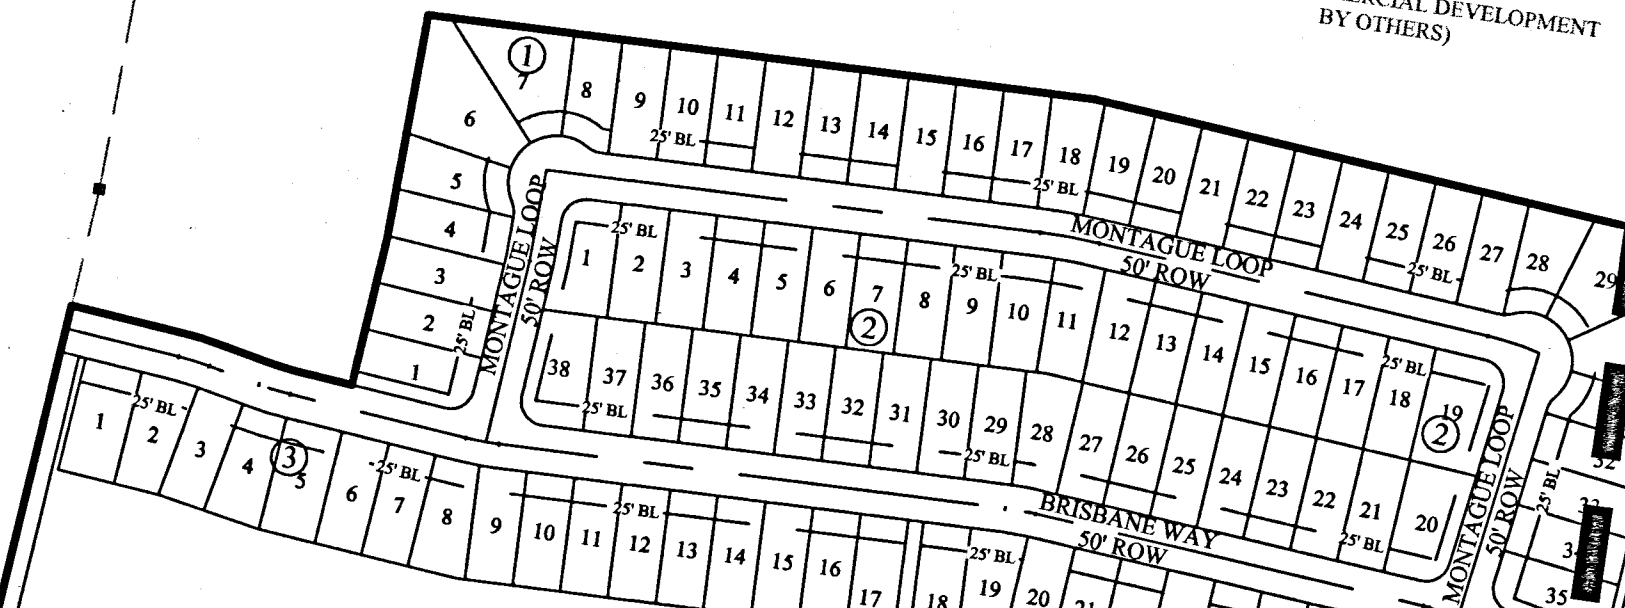 DEVELOPMENT
BY OTHERS)
1
7 8 9 10 11 12 13 14 15 16 17 18 19 20 21 22 23 24 25 26 27 28 29
6
25' BL
25' BL
25' BL
5
4
3
2
1
25' BL
MONTAGUE LOOP
50' ROW
MONTAGUE LOOP
50' ROW
25' BL
25' BL
25' BL
1 2 3 4 5 6 7 8 9 10 11 12 13 14 15 16 17 18 19
2
2
38 37 36 35 34 33 32 31 30 29 28 27 26 25 24 23 22 21 20
25' BL
25' BL
25' BL
MONTAGUE LOOP
50' ROW
25' BL
35
BRISBANE WAY
50' ROW
25' BL
25' BL
25' BL
25' BL
3
1 2 3 4 5 6 7 8 9 10 11 12 13 14 15 16 17 18 19 20